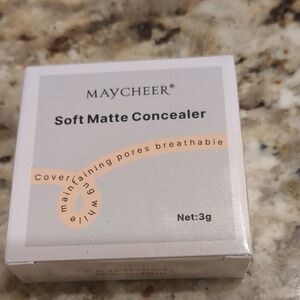 MAYCHEER®
Soft Matte Concealer
Covering while maintaining pores breathable
Net:3g